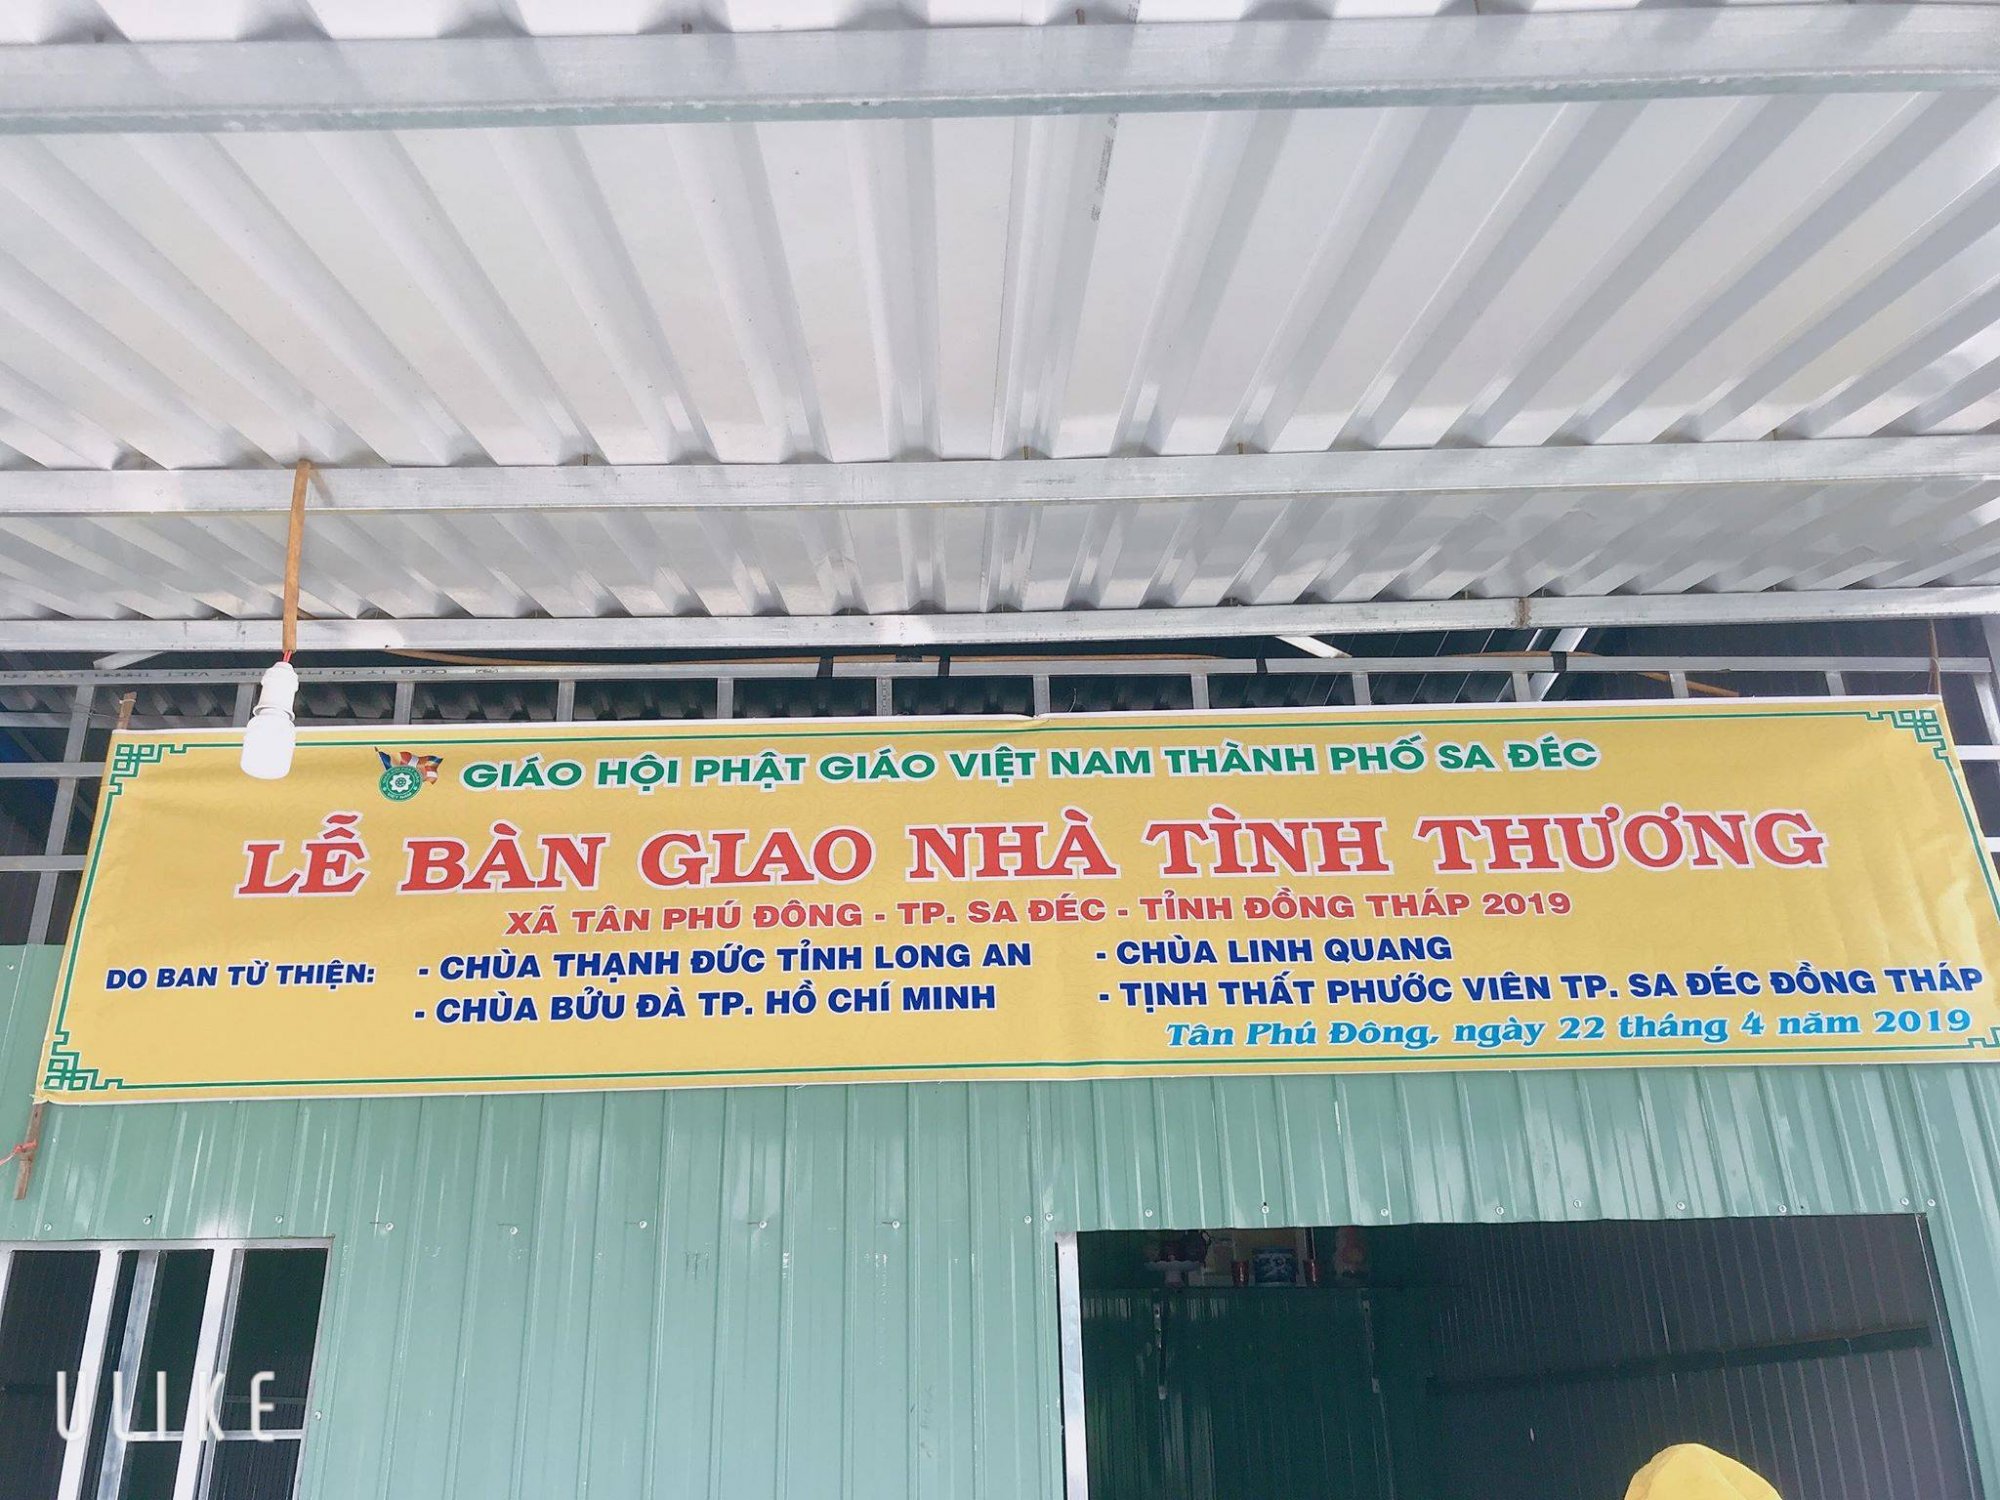 GIÁO HỘI PHẬT GIÁO VIỆT NAM THÀNH PHỐ SA ĐÉC
LỄ BÀN GIAO NHÀ TÌNH THƯƠNG
XÃ TÂN PHÚ ĐÔNG - TP. SA ĐÉC - TỈNH ĐỒNG THÁP 2019
DO BAN TỪ THIỆN:
- CHÙA THẠNH ĐỨC TỈNH LONG AN
- CHÙA BỬU ĐÀ TP. HỒ CHÍ MINH
- CHÙA LINH QUANG
- TỊNH THẤT PHƯỚC VIÊN TP. SA ĐÉC ĐỒNG THÁP
Tân Phú Đông, ngày 22 tháng 4 năm 2019
ULIKE